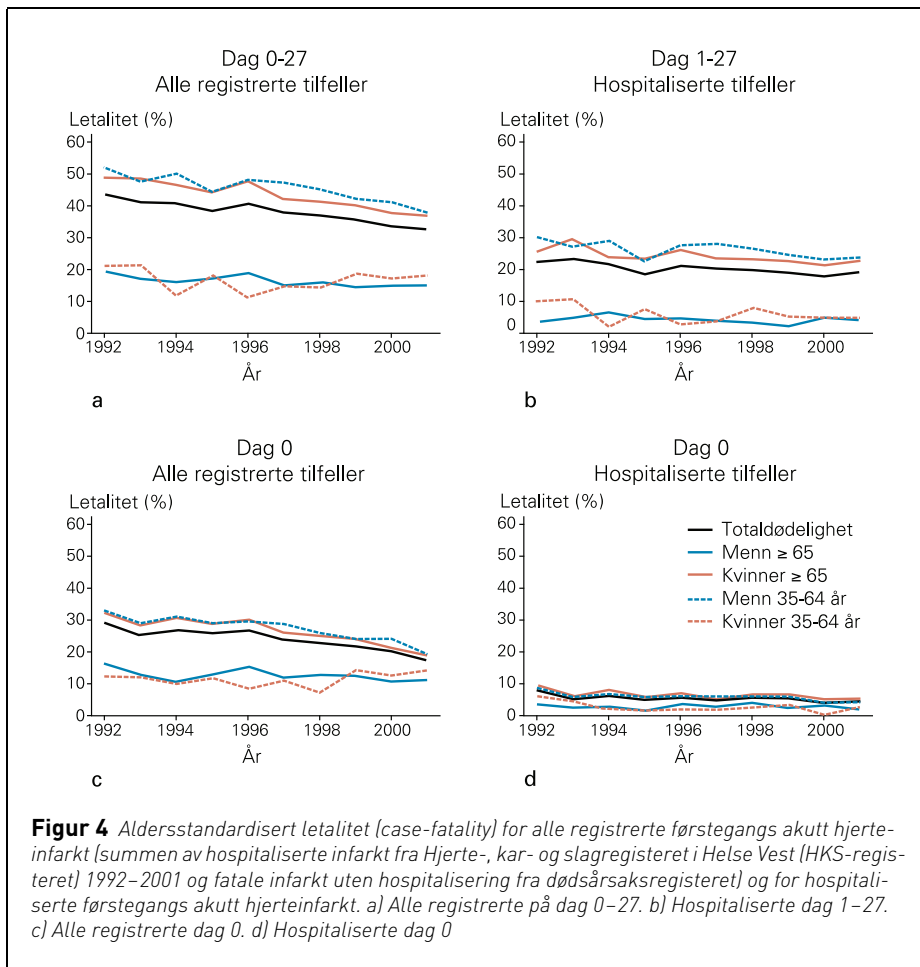 Dag 0-27
Alle registrerte tilfeller
Letalitet (%)
60
50
40
30
20
10
0
1992 1994 1996 1998 2000
År
a
Dag 1-27
Hospitaliserte tilfeller
Letalitet (%)
60
50
40
30
20
10
0
1992 1994 1996 1998 2000
År
b
Dag 0
Alle registrerte tilfeller
Letalitet (%)
60
50
40
30
20
10
0
1992 1994 1996 1998 2000
År
c
Dag 0
Hospitaliserte tilfeller
Letalitet (%)
60
50
40
30
20
10
0
Totaldødelighet
Menn ≥ 65
Kvinner ≥ 65
Menn 35-64 år
Kvinner 35-64 år
1992 1994 1996 1998 2000
År
d
Figur 4 Aldersstandardisert letalitet (case-fatality) for alle registrerte førstegangs akutt hjerte-
infarkt (summen av hospitaliserte infarkt fra Hjerte-, kar- og slagregisteret i Helse Vest (HKS-regis-
teret) 1992–2001 og fatale infarkt uten hospitalisering fra dødsårsaksregisteret) og for hospitali-
serte førstegangs akutt hjerteinfarkt. a) Alle registrerte på dag 0–27. b) Hospitaliserte dag 1–27.
c) Alle registrerte dag 0. d) Hospitaliserte dag 0